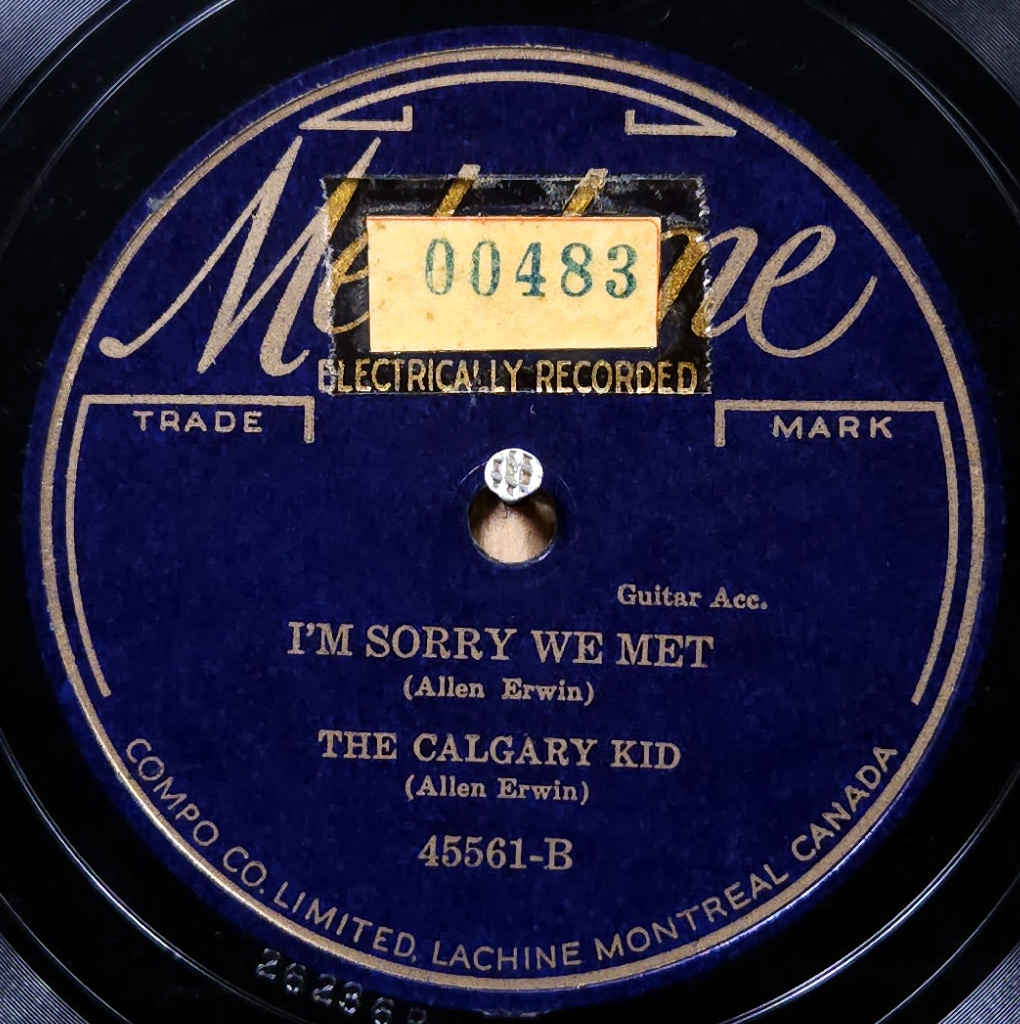 Melotone
00483
ELECTRICALLY RECORDED
TRADE MARK
Guitar Acc.
I'M SORRY WE MET
(Allen Erwin)
THE CALGARY KID
(Allen Erwin)
45561-B
COMPO CO. LIMITED, LACHINE MONTREAL CANADA